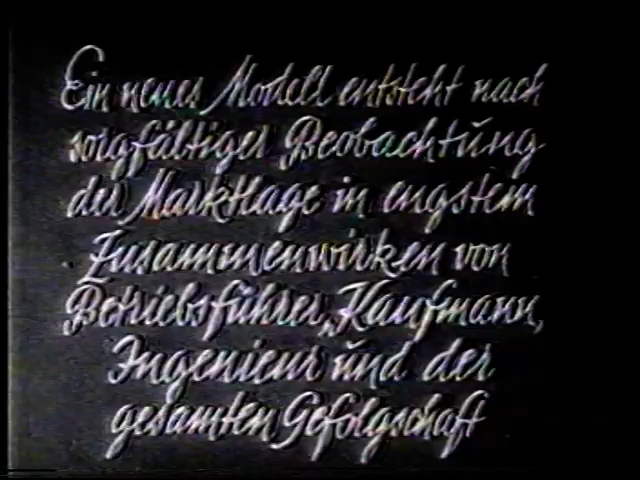 Ein neues Modell entsteht nach
sorgfältiger Beobachtung
der Marktlage in engstem
Zusammenwirken von
Betriebsführer, Kaufmann,
Ingenieur und der
gesamten Gefolgschaft